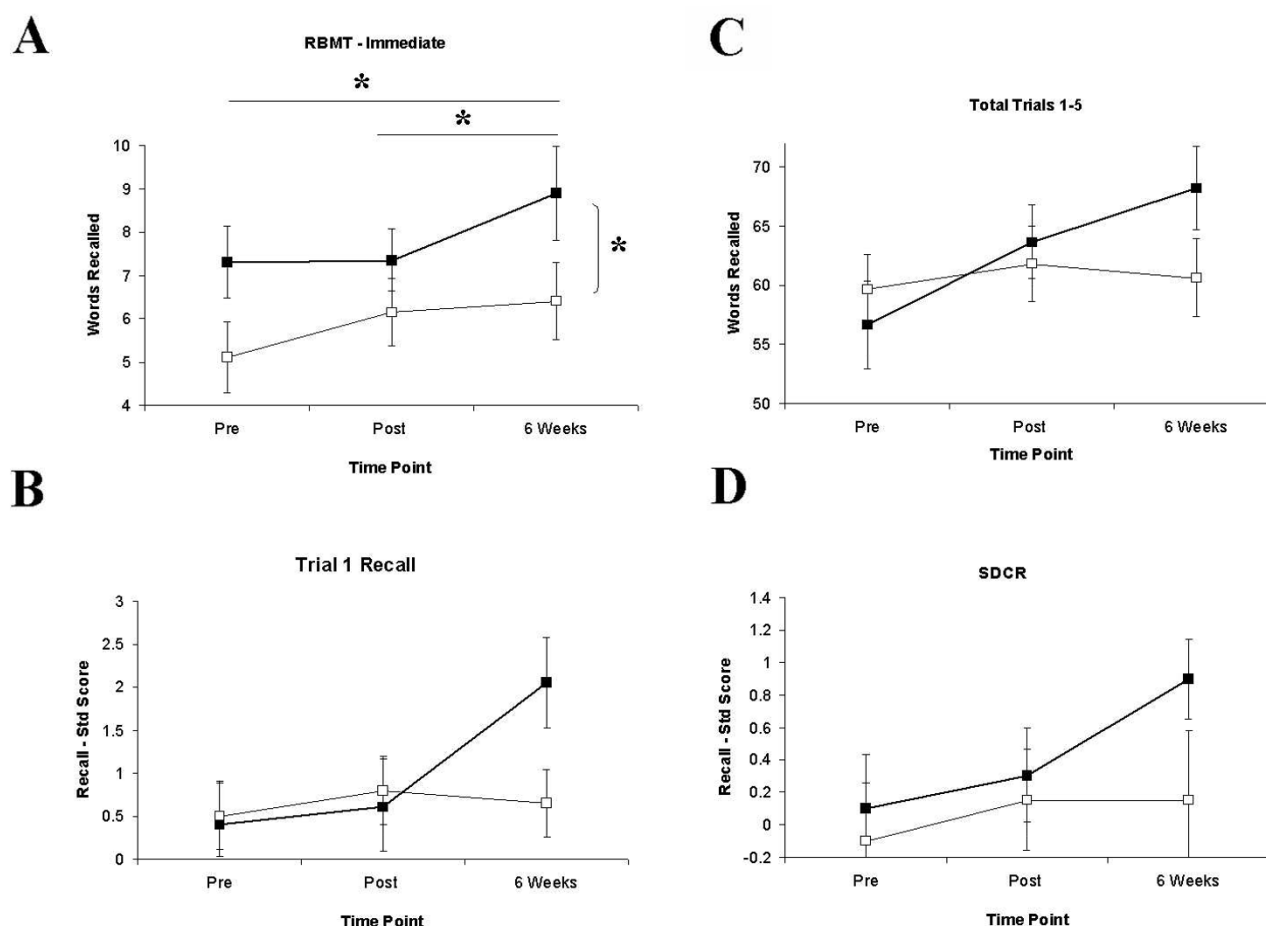 A
RBMT - Immediate
*
*
*
Words Recalled
10
9
8
7
6
5
4
Pre Post 6 Weeks
Time Point
B
Trial 1 Recall
Recall - Std Score
3
2.5
2
1.5
1
0.5
0
Pre Post 6 Weeks
Time Point
C
Total Trials 1-5
Words Recalled
70
65
60
55
50
Pre Post 6 Weeks
Time Point
D
SDCR
Recall - Std Score
1.4
1.2
1
0.8
0.6
0.4
0.2
0
-0.2
Pre Post 6 Weeks
Time Point